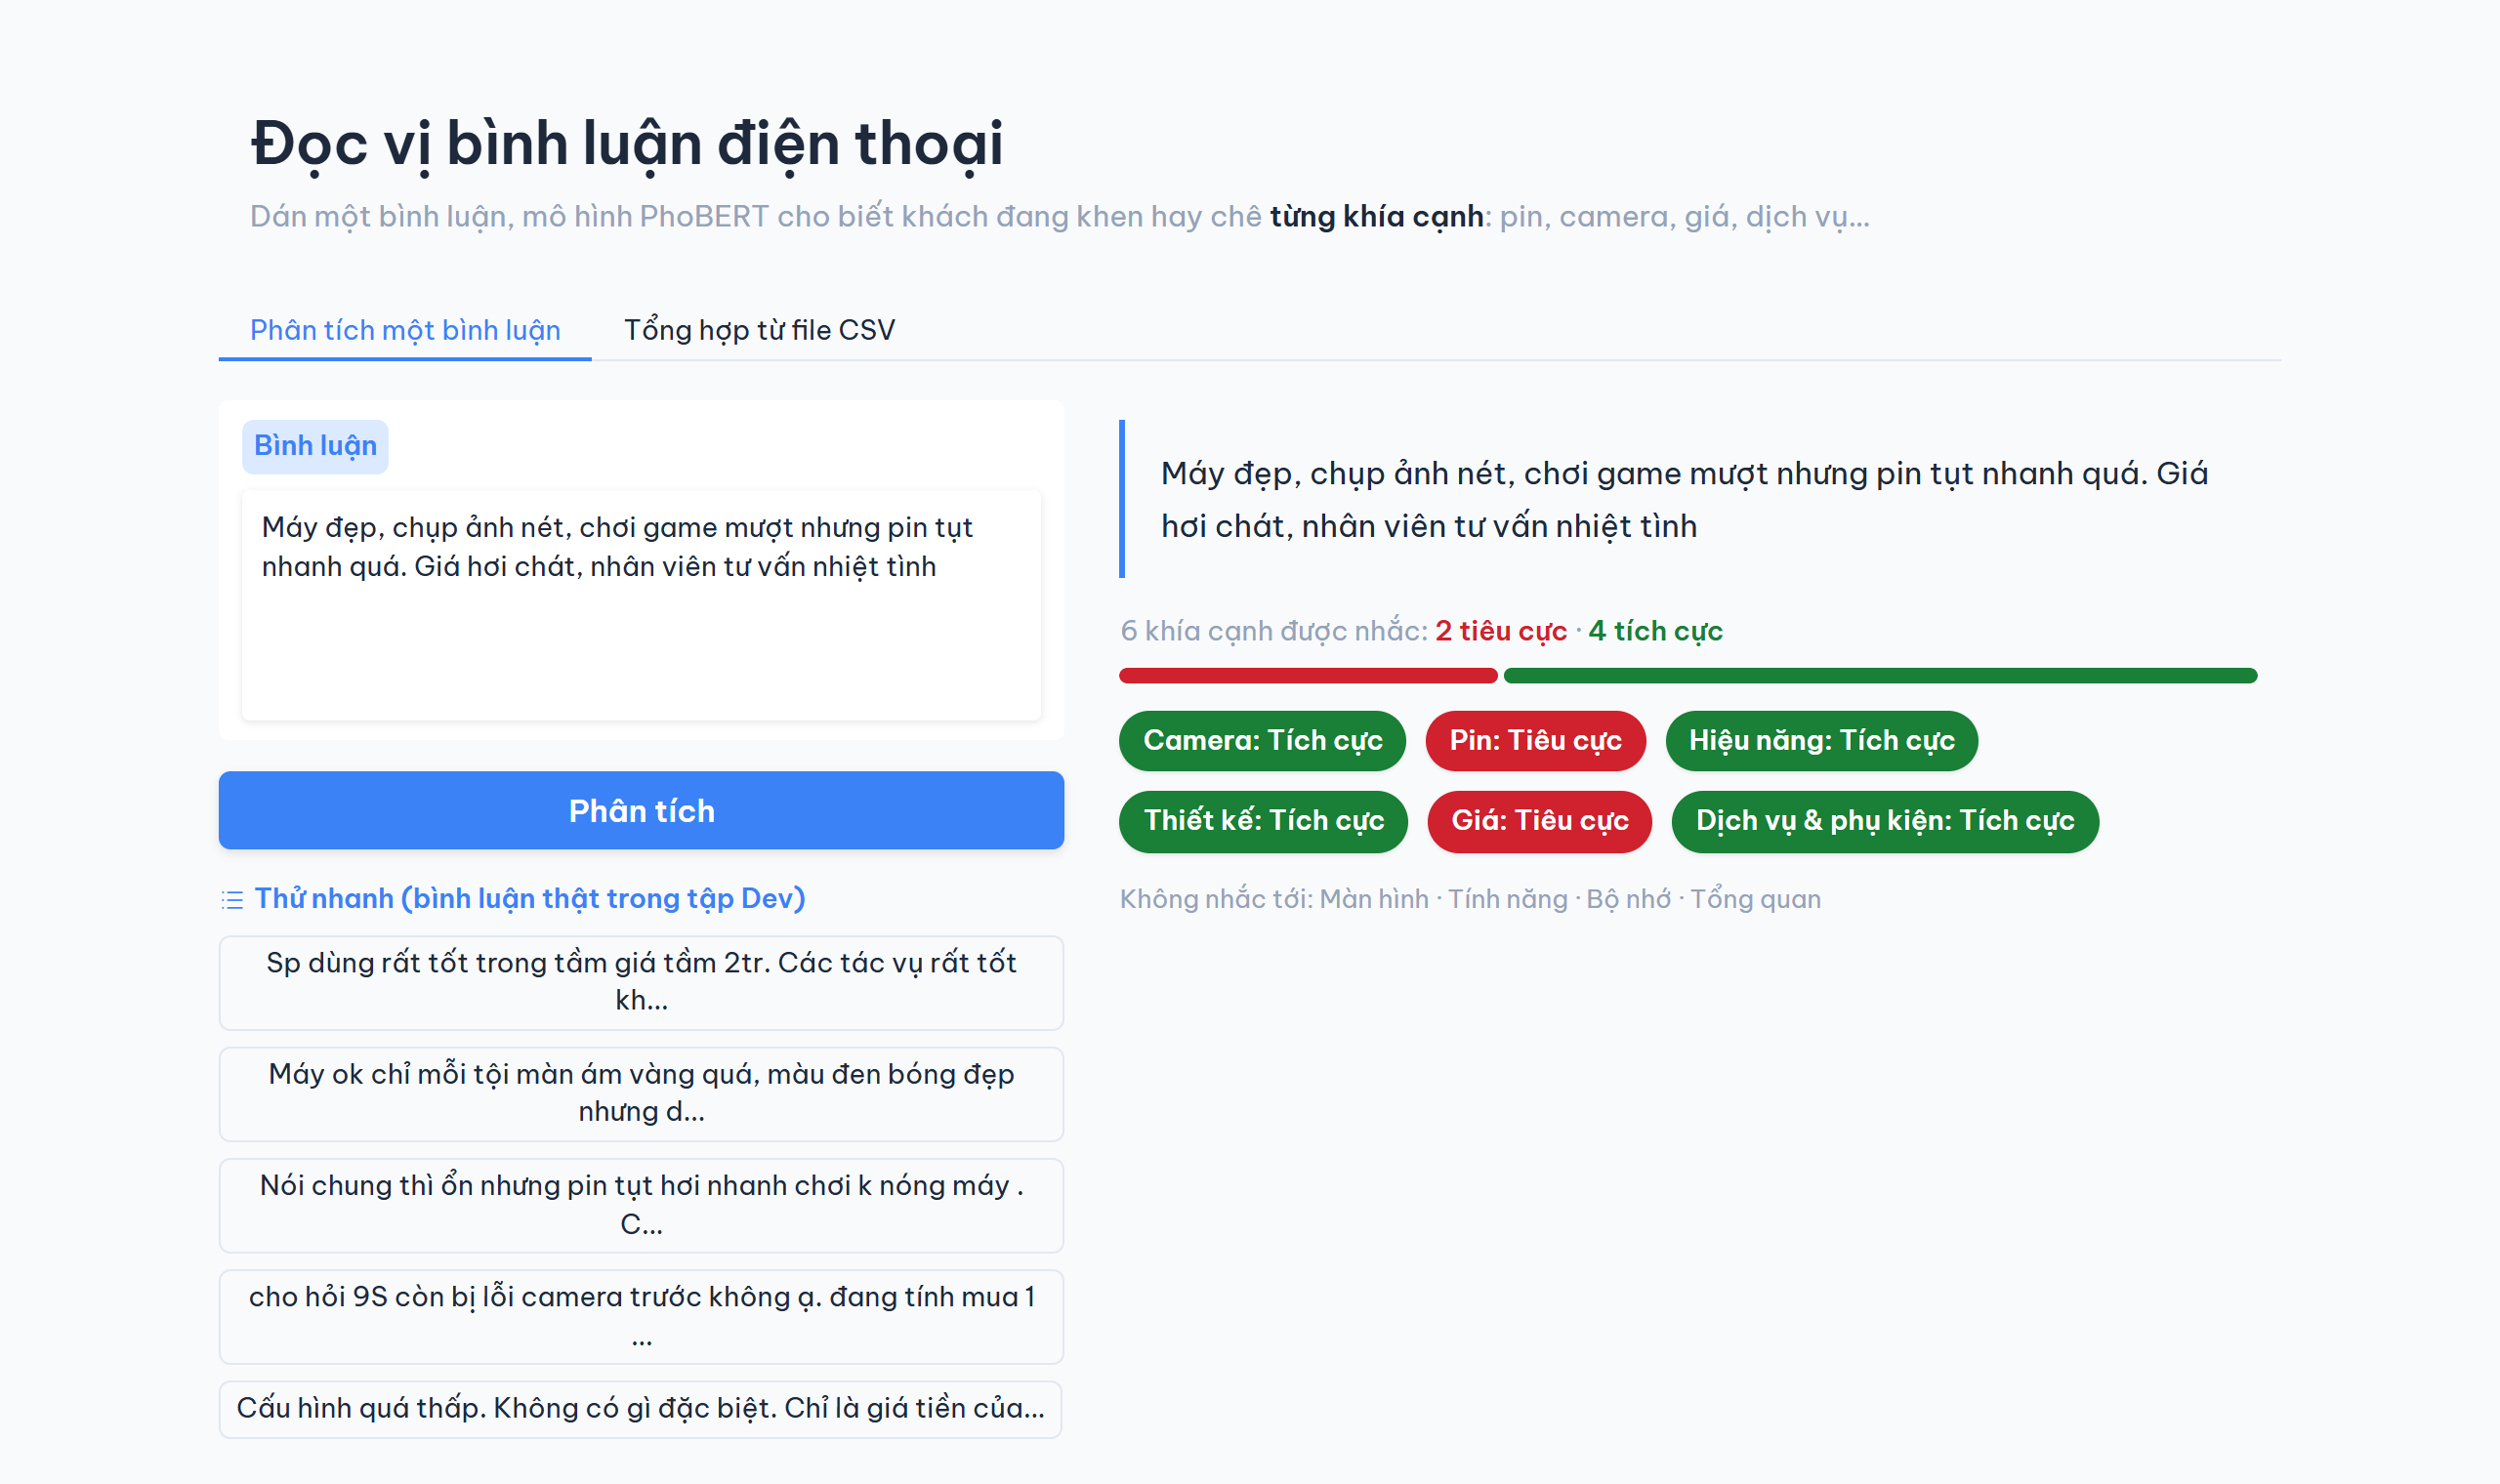 Đọc vị bình luận điện thoại
Dán một bình luận, mô hình PhoBERT cho biết khách đang khen hay chê từng khía cạnh: pin, camera, giá, dịch vụ...
Phân tích một bình luận
Tổng hợp từ file CSV
Bình luận
Máy đẹp, chụp ảnh nét, chơi game mượt nhưng pin tụt
nhanh quá. Giá hơi chát, nhân viên tư vấn nhiệt tình
Phân tích
Thử nhanh (bình luận thật trong tập Dev)
Sp dùng rất tốt trong tầm giá tầm 2tr. Các tác vụ rất tốt
kh...
Máy ok chỉ mỗi tội màn ám vàng quá, màu đen bóng đẹp
nhưng d...
Nói chung thì ổn nhưng pin tụt hơi nhanh chơi k nóng máy .
C...
cho hỏi 9S còn bị lỗi camera trước không ạ. đang tính mua 1
...
Cấu hình quá thấp. Không có gì đặc biệt. Chỉ là giá tiền của...
Máy đẹp, chụp ảnh nét, chơi game mượt nhưng pin tụt nhanh quá. Giá
hơi chát, nhân viên tư vấn nhiệt tình
6 khía cạnh được nhắc: 2 tiêu cực · 4 tích cực
Camera: Tích cực
Pin: Tiêu cực
Hiệu năng: Tích cực
Thiết kế: Tích cực
Giá: Tiêu cực
Dịch vụ & phụ kiện: Tích cực
Không nhắc tới: Màn hình · Tính năng · Bộ nhớ · Tổng quan